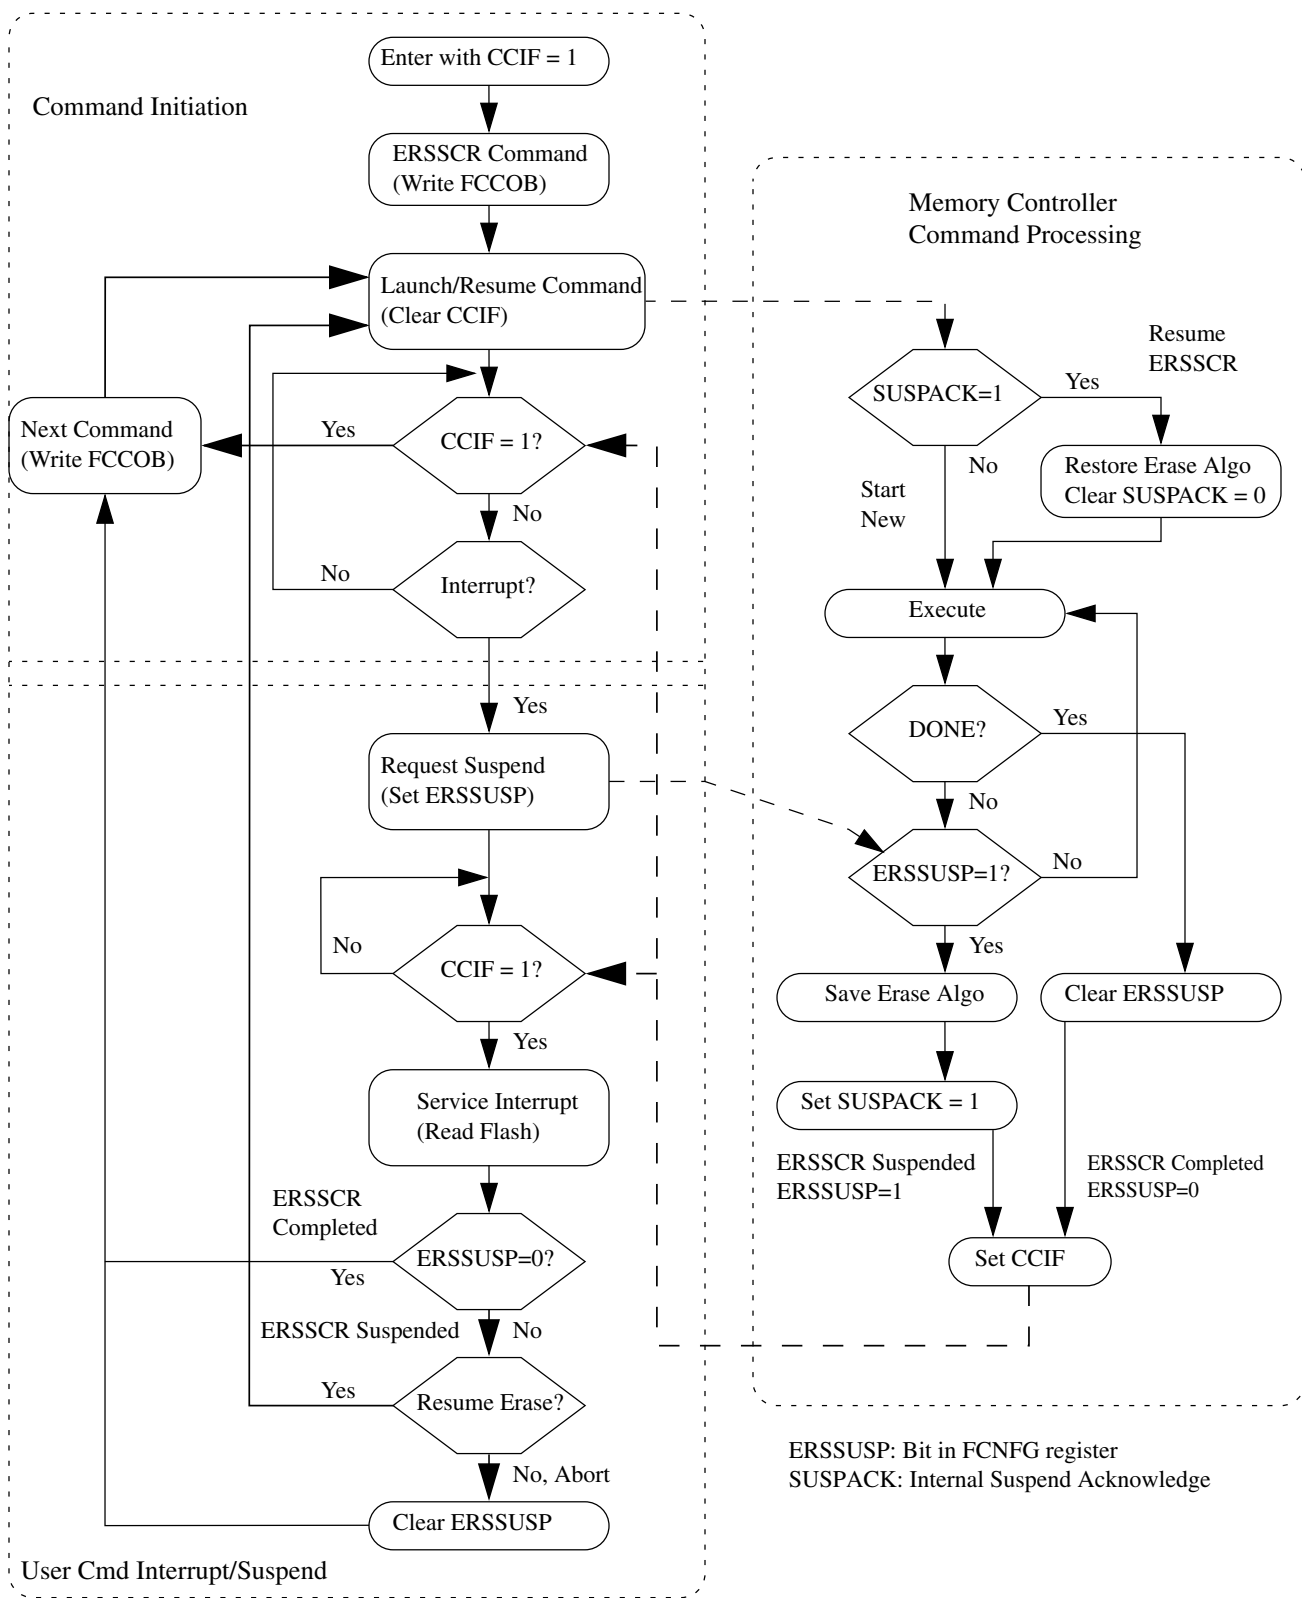 Enter with CCIF = 1
Command Initiation
ERSSCR Command
(Write FCCOB)
Launch/Resume Command
(Clear CCIF)
Next Command
(Write FCCOB)
Yes
CCIF = 1?
No
No
Interrupt?
Yes
Request Suspend
(Set ERSSUSP)
No
CCIF = 1?
Yes
Service Interrupt
(Read Flash)
ERSSCR
Completed
ERSSUSP=0?
Yes
ERSSCR Suspended
No
Yes
Resume Erase?
No, Abort
Clear ERSSUSP
User Cmd Interrupt/Suspend
Memory Controller
Command Processing
Resume
ERSSCR
SUSPACK=1
Yes
No
Start
New
Restore Erase Algo
Clear SUSPACK = 0
Execute
DONE?
Yes
No
ERSSUSP=1?
No
Yes
Save Erase Algo
Clear ERSSUSP
Set SUSPACK = 1
ERSSCR Suspended
ERSSUSP=1
ERSSCR Completed
ERSSUSP=0
Set CCIF
ERSSUSP: Bit in FCNFG register
SUSPACK: Internal Suspend Acknowledge